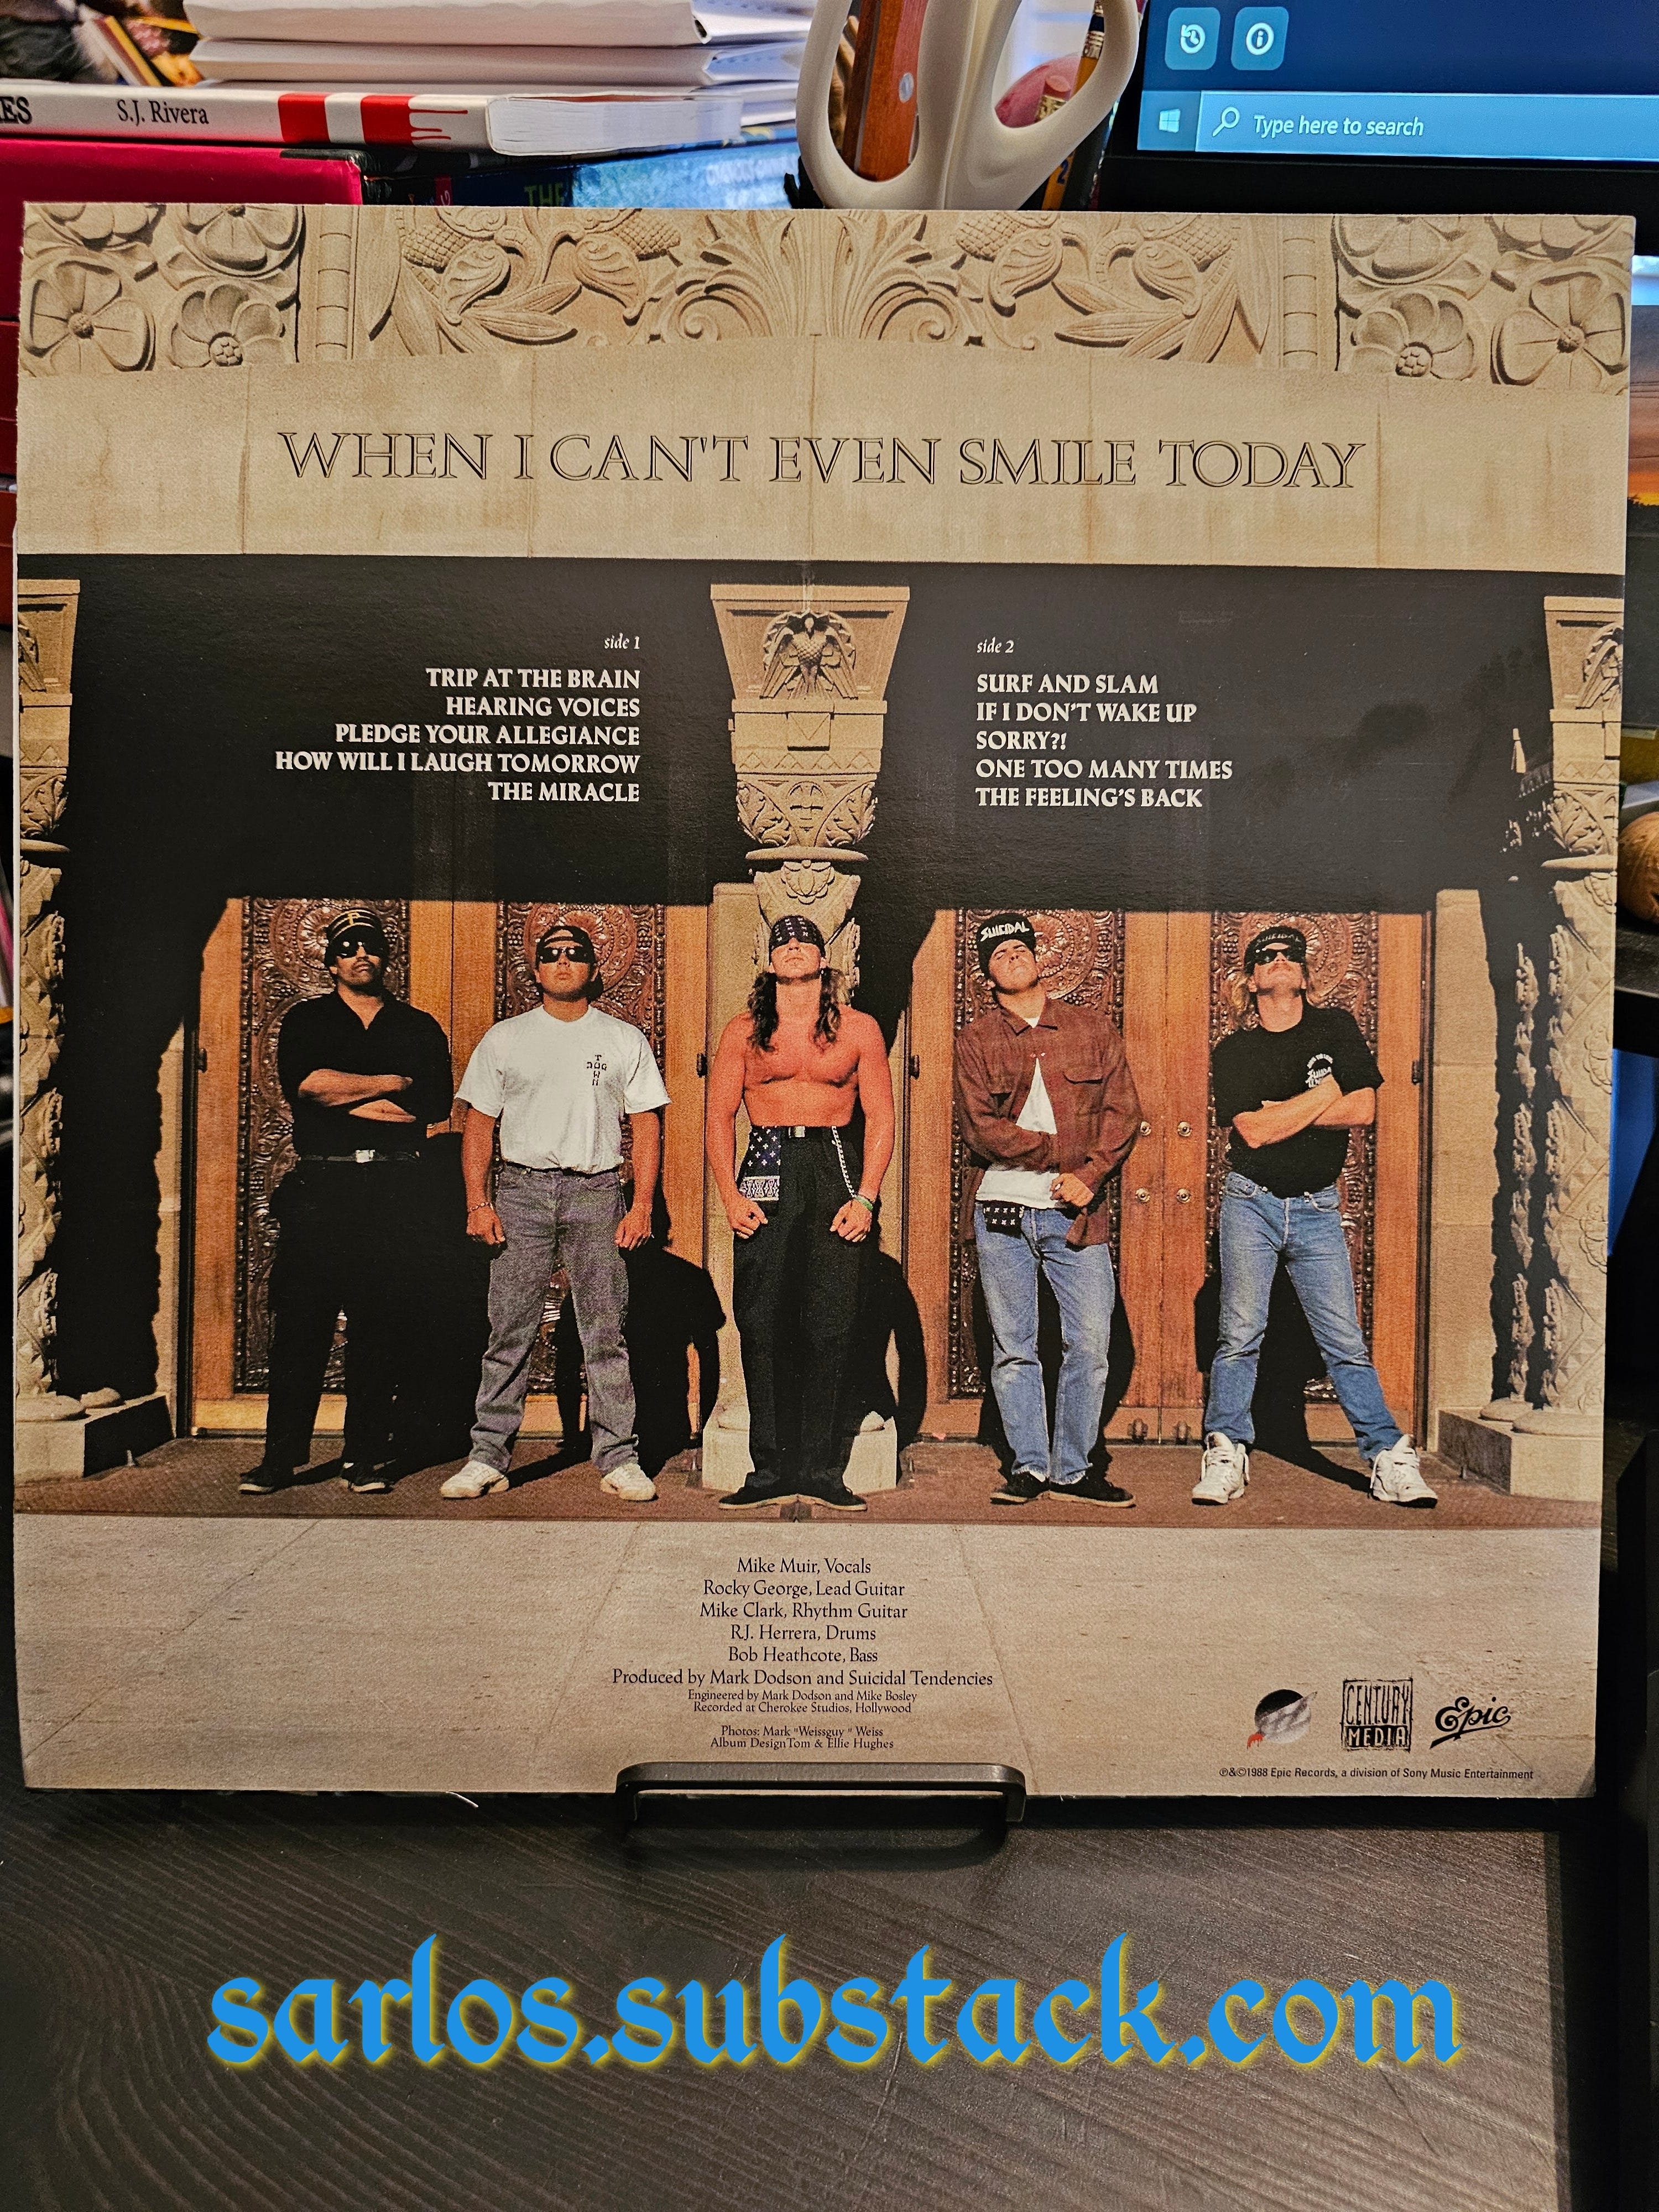 ES S.J. Rivera
Type here to search
THE
WHEN I CAN'T EVEN SMILE TODAY
side 1
TRIP AT THE BRAIN
HEARING VOICES
PLEDGE YOUR ALLEGIANCE
HOW WILL I LAUGH TOMORROW
THE MIRACLE
side 2
SURF AND SLAM
IF I DON'T WAKE UP
SORRY?!
ONE TOO MANY TIMES
THE FEELING'S BACK
SUICIDAL
SUICIDAL
DOG
TOWN
Mike Muir, Vocals
Rocky George, Lead Guitar
Mike Clark, Rhythm Guitar
R.J. Herrera, Drums
Bob Heathcote, Bass
Produced by Mark Dodson and Suicidal Tendencies
Engineered by Mark Dodson and Mike Bosley
Recorded at Cherokee Studios, Hollywood
Photos: Mark "Weissguy" Weiss
Album Design Tom & Ellie Hughes
CENTURY
MEDIA
Epic
℗&©1988 Epic Records, a division of Sony Music Entertainment
sarlos.substack.com